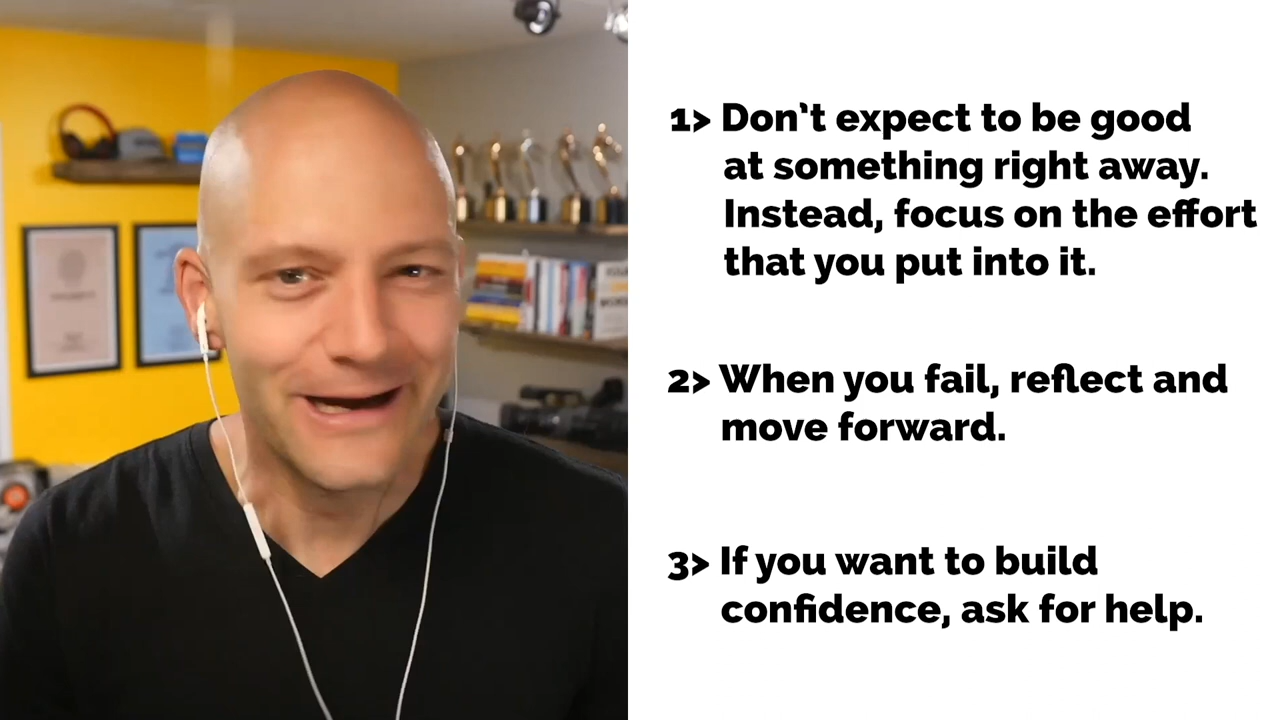 1> Don't expect to be good
at something right away.
Instead, focus on the effort
that you put into it.
2> When you fail, reflect and
move forward.
3> If you want to build
confidence, ask for help.